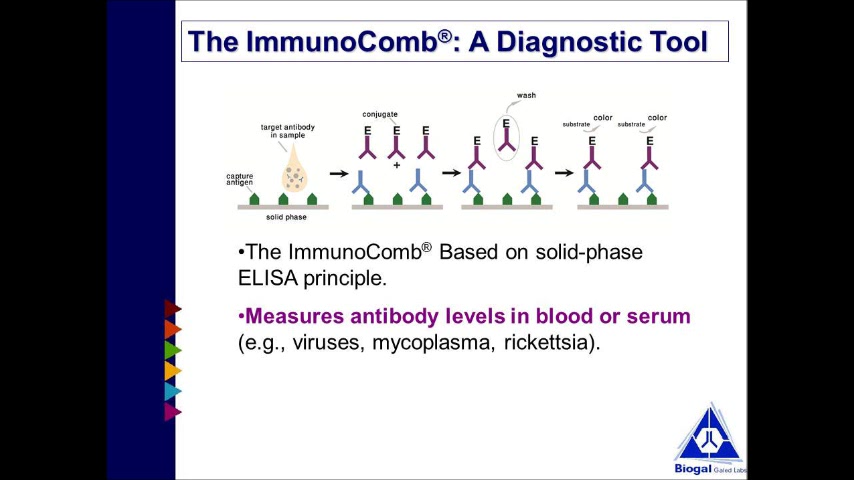 The ImmunoComb®: A Diagnostic Tool
wash
conjugate
color
color
substrate
substrate
target antibody
in sample
E
E
E
E
E
E
E
E
+
capture
antigen
solid phase
•The ImmunoComb® Based on solid-phase
ELISA principle.
•Measures antibody levels in blood or serum
(e.g., viruses, mycoplasma, rickettsia).
Biogal Galed Labs